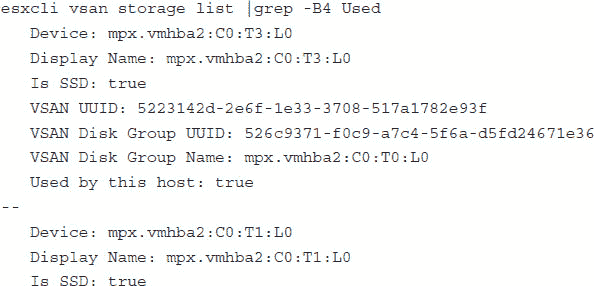 esxcli vsan storage list |grep -B4 Used
Device: mpx.vmhba2:C0:T3:L0
Display Name: mpx.vmhba2:C0:T3:L0
Is SSD: true
VSAN UUID: 5223142d-2e6f-1e33-3708-517a1782e93f
VSAN Disk Group UUID: 526c9371-f0c9-a7c4-5f6a-d5fd24671e36
VSAN Disk Group Name: mpx.vmhba2:C0:T0:L0
Used by this host: true
--
Device: mpx.vmhba2:C0:T1:L0
Display Name: mpx.vmhba2:C0:T1:L0
Is SSD: true